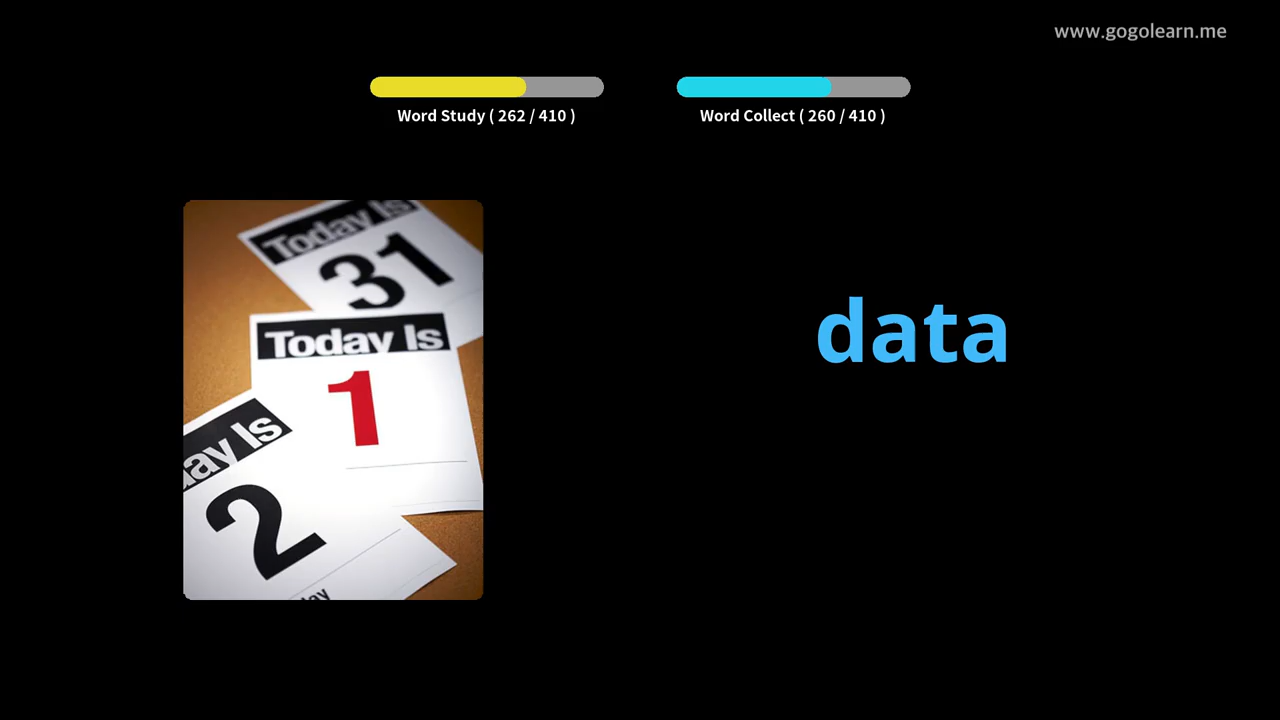 www.gogolearn.me
Word Study ( 262 / 410 )
Word Collect ( 260 / 410 )
Today Is
31
Today Is
1
day Is
2
data